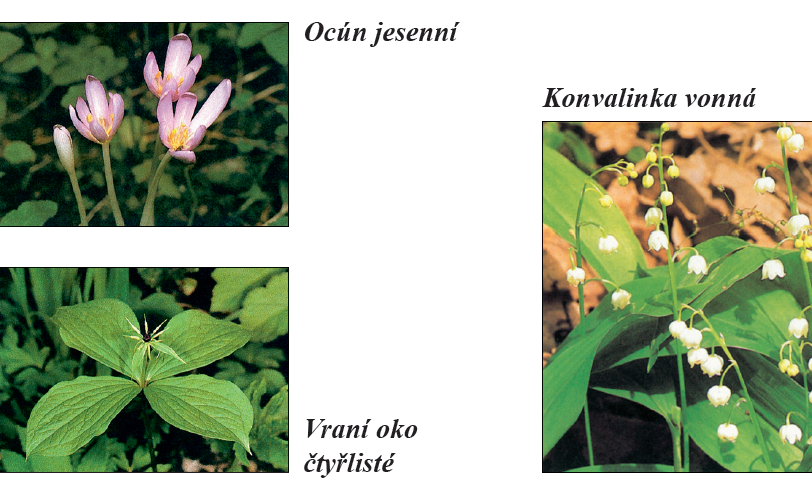 Ocún jesenní
Konvalinka vonná
Vraní oko
čtyřlisté